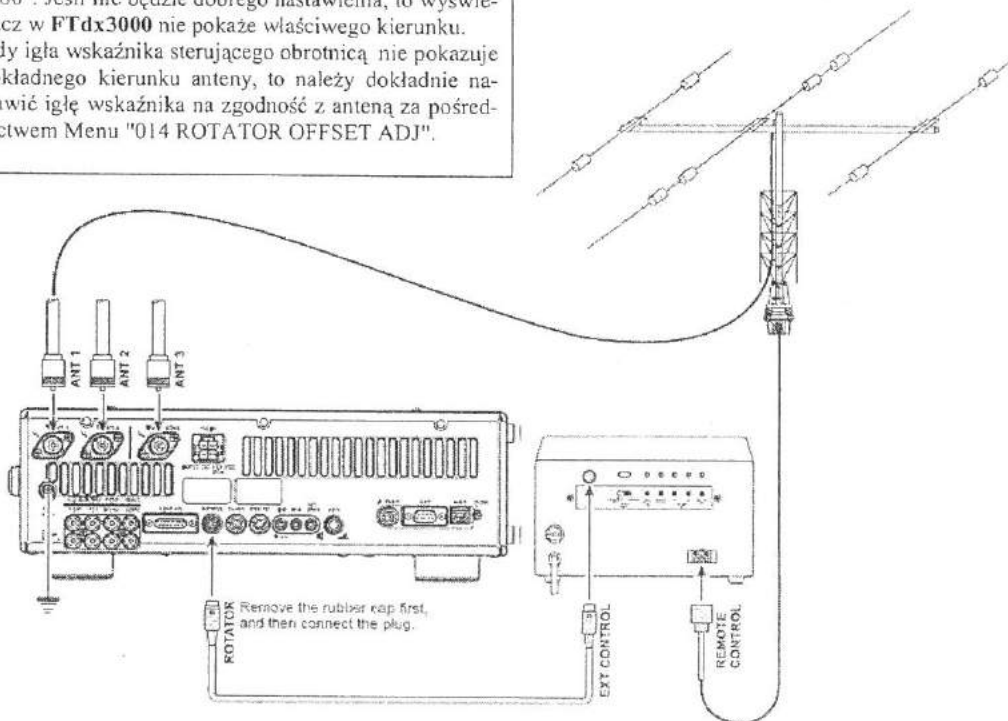 . Jeśli nie będzie dobrego nastawienia, to wyświe-
cz w FTdx3000 nie pokaże właściwego kierunku.
dy igła wskaźnika sterującego obrotnicą nie pokazuje
kładnego kierunku anteny, to należy dokładnie na-
wić igłę wskaźnika na zgodność z anteną za pośred-
ctwem Menu "014 ROTATOR OFFSET ADJ".
ANT 1
ANT 2
ANT 3
ROTATOR
Remove the rubber cap first,
and then connect the plug.
EXT CONTROL
REMOTE
CONTROL